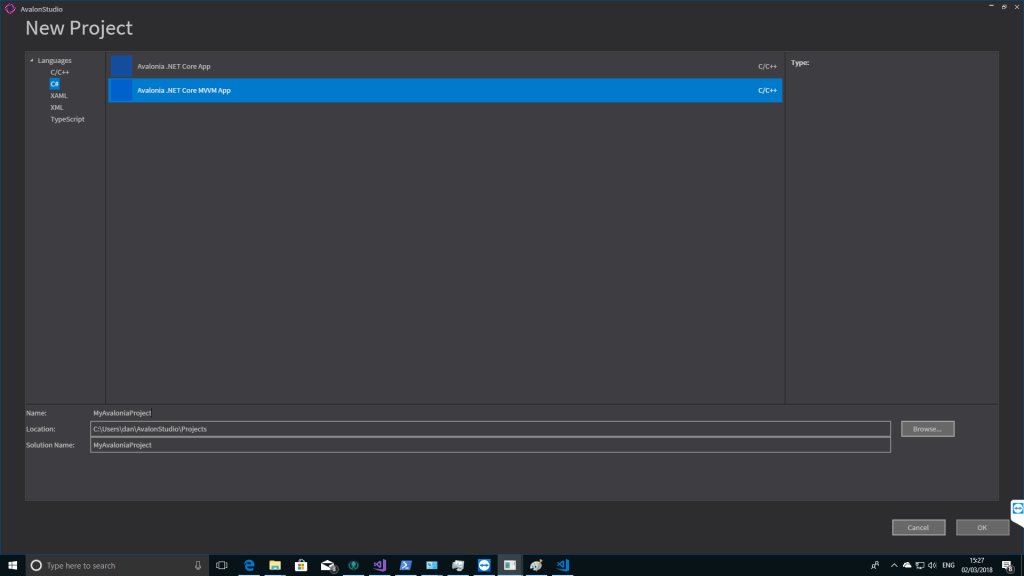 AvalonStudio
New Project
Languages
C/C++
C#
XAML
XML
TypeScript
Avalonia .NET Core App C/C++
Avalonia .NET Core MVVM App C/C++
Type:
Name: MyAvaloniaProject
Location: C:\Users\dan\AvalonStudio\Projects Browse...
Solution Name: MyAvaloniaProject
Cancel OK
Type here to search
ENG
15:27
02/03/2018